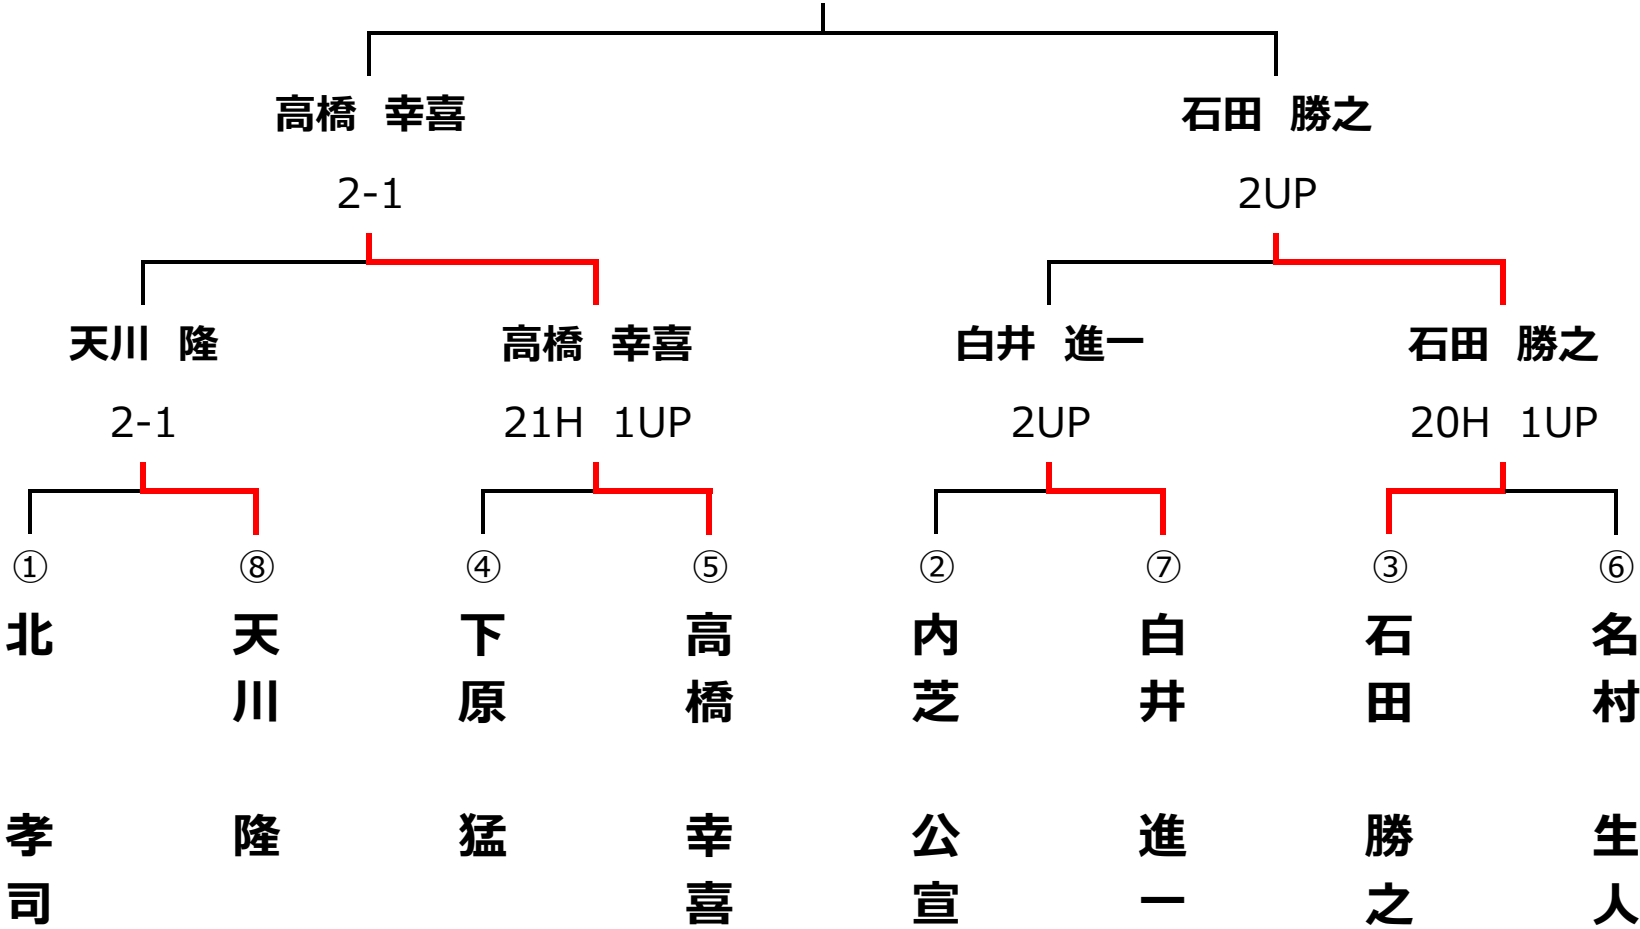 高橋 幸喜
石田 勝之
2-1
2UP
天川 隆
高橋 幸喜
白井 進一
石田 勝之
2-1
21H 1UP
2UP
20H 1UP
①
⑧
④
⑤
②
⑦
③
⑥
北 孝司
天川 隆
下原 猛
高橋 幸喜
内芝 公宣
白井 進一
石田 勝之
名村 生人